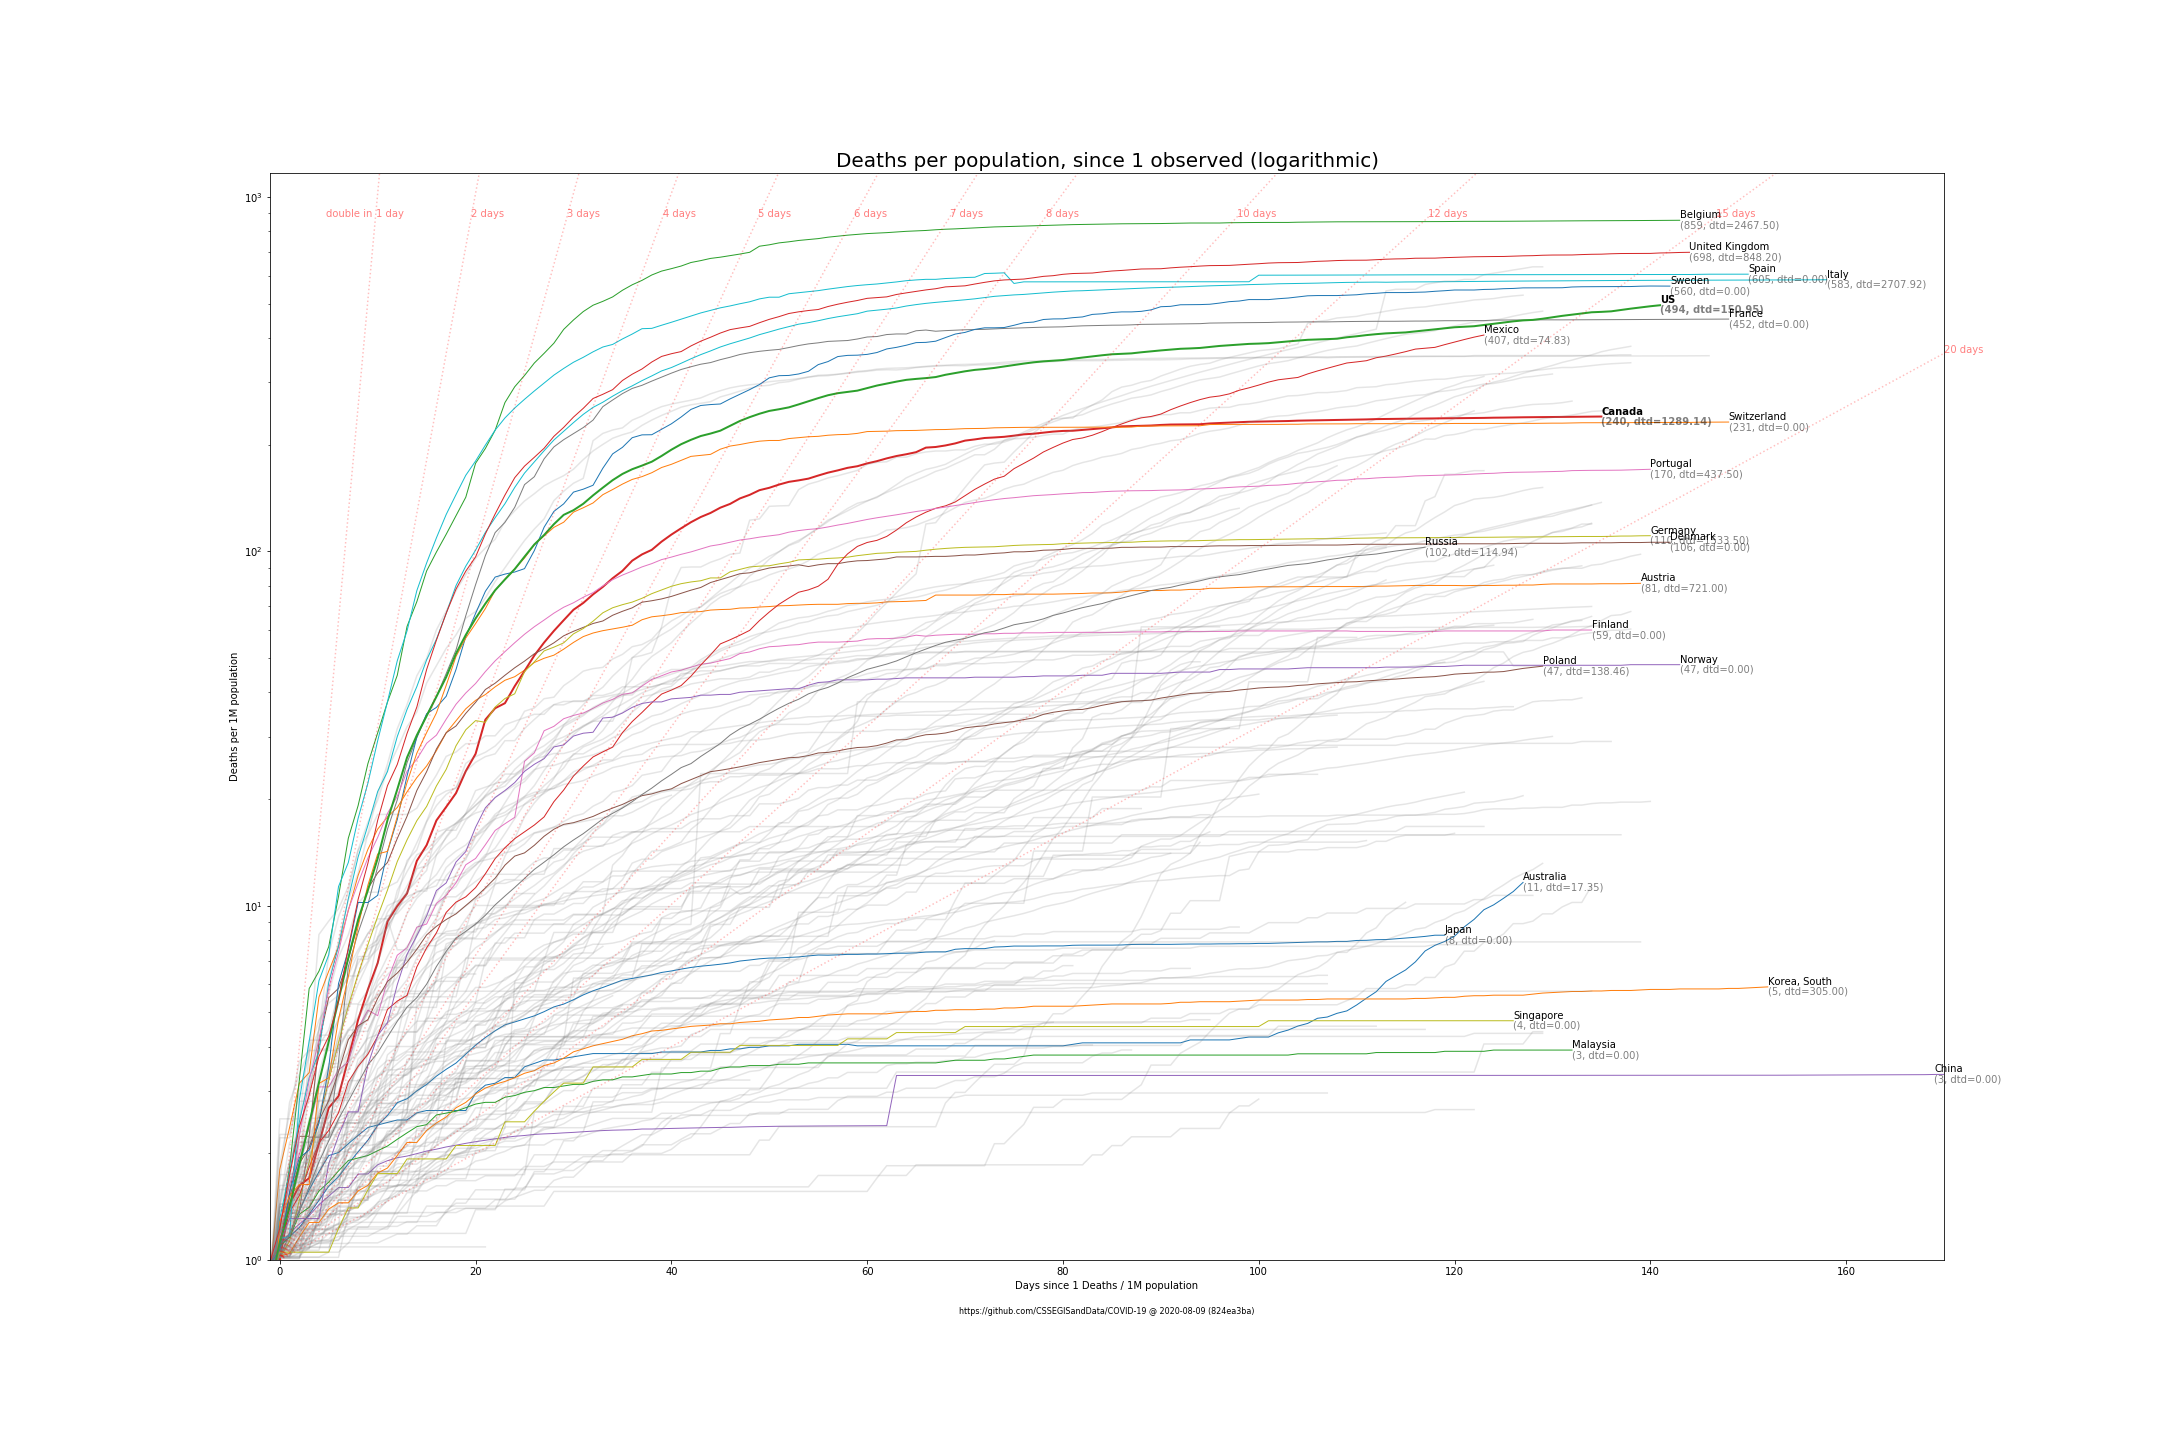 Deaths per population, since 1 observed (logarithmic)
10³
double in 1 day
2 days
3 days
4 days
5 days
6 days
7 days
8 days
10 days
12 days
15 days
Belgium
(859, dtd=2467.50)
United Kingdom
(698, dtd=848.20)
Spain
(605, dtd=0.00)
Italy
(583, dtd=2707.92)
Sweden
(560, dtd=0.00)
US
(494, dtd=150.95)
France
(452, dtd=0.00)
Mexico
(407, dtd=74.83)
20 days
Canada
(240, dtd=1289.14)
Switzerland
(231, dtd=0.00)
Portugal
(170, dtd=437.50)
Germany
Denmark
(106, dtd=0.00)
Russia
(102, dtd=114.94)
10²
Austria
(81, dtd=721.00)
Finland
(59, dtd=0.00)
Poland
(47, dtd=138.46)
Norway
(47, dtd=0.00)
Deaths per 1M population
Australia
(11, dtd=17.35)
10¹
Japan
(8, dtd=0.00)
Korea, South
(5, dtd=305.00)
Singapore
(4, dtd=0.00)
Malaysia
(3, dtd=0.00)
China
(3, dtd=0.00)
10⁰
0
20
40
60
80
100
120
140
160
Days since 1 Deaths / 1M population
https://github.com/CSSEGISandData/COVID-19 @ 2020-08-09 (824ea3ba)